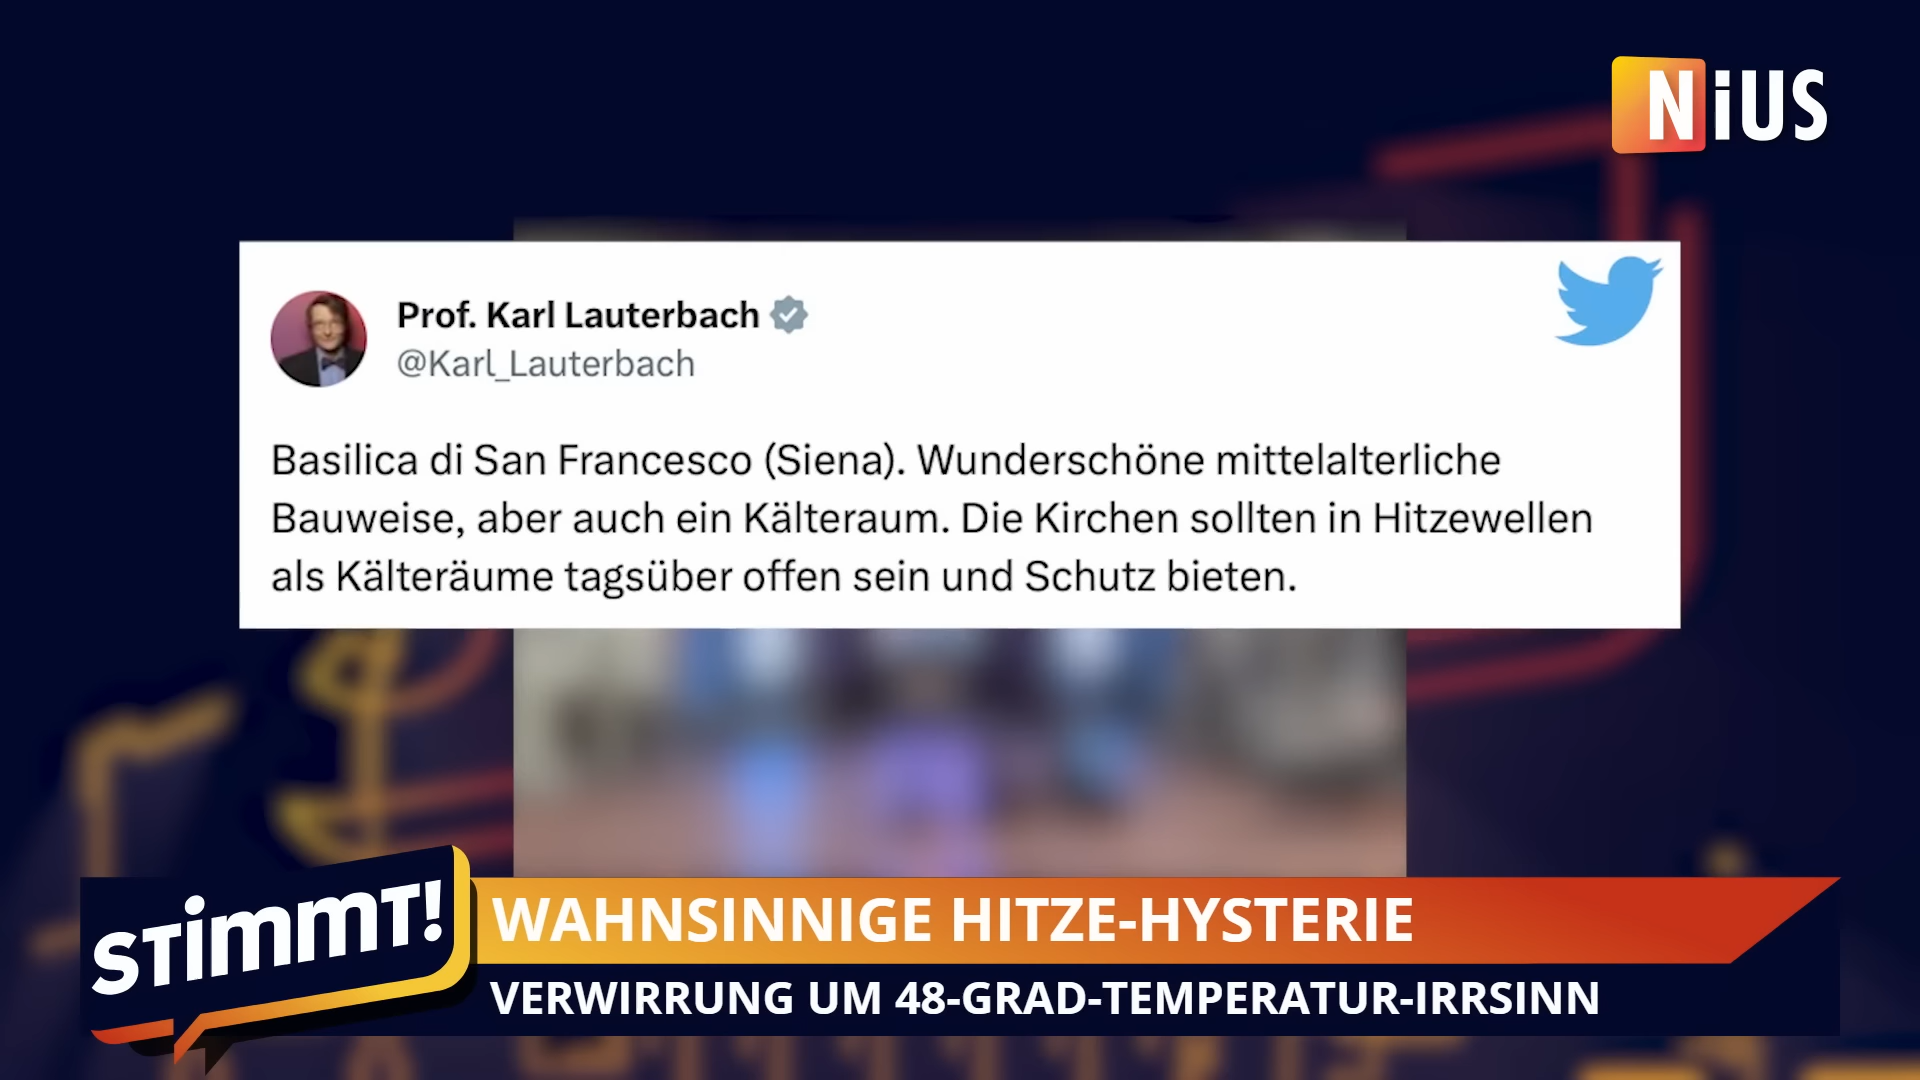 NiUS
Prof. Karl Lauterbach
@Karl_Lauterbach
Basilica di San Francesco (Siena). Wunderschöne mittelalterliche
Bauweise, aber auch ein Kälteraum. Die Kirchen sollten in Hitzewellen
als Kälteräume tagsüber offen sein und Schutz bieten.
STimmT!
WAHNSINNIGE HITZE-HYSTERIE
VERWIRRUNG UM 48-GRAD-TEMPERATUR-IRRSINN